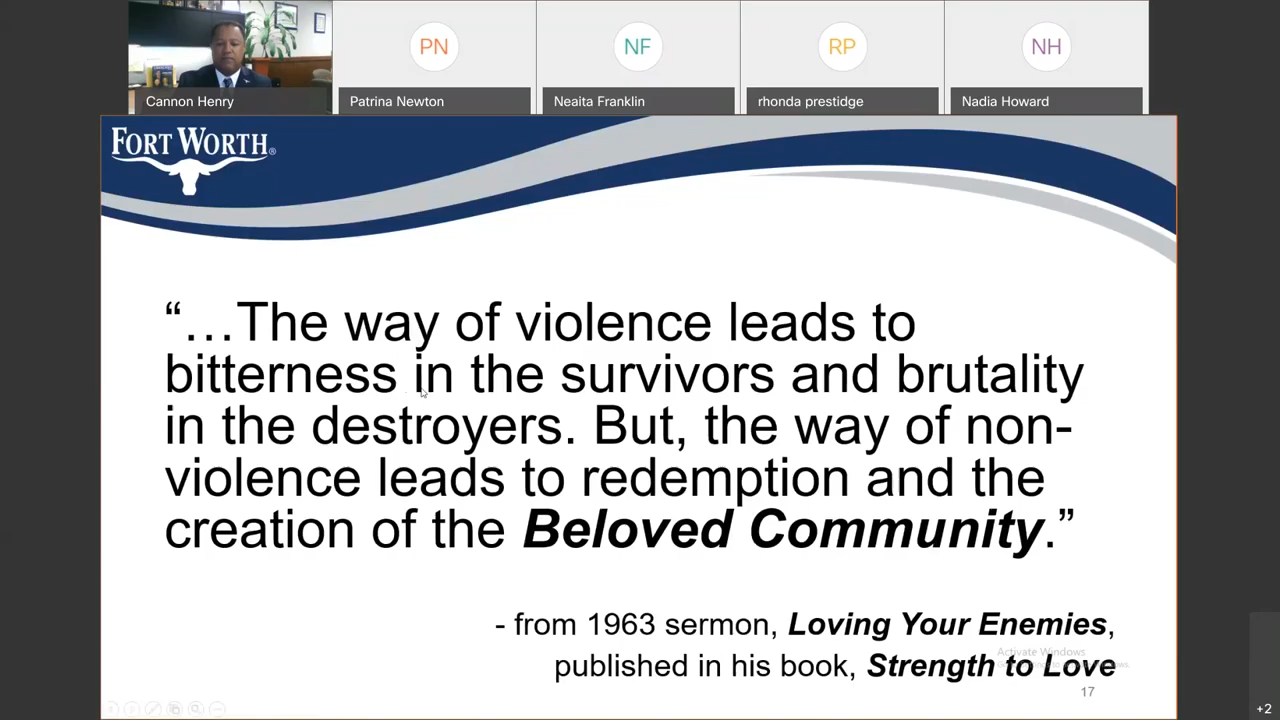 PN
NF
RP
NH
Cannon Henry
Patrina Newton
Neaita Franklin
rhonda prestidge
Nadia Howard
FORT WORTH®
“…The way of violence leads to
bitterness in the survivors and brutality
in the destroyers. But, the way of non-
violence leads to redemption and the
creation of the Beloved Community.”
- from 1963 sermon, Loving Your Enemies,
published in his book, Strength to Love
Activate Windows
17
+2